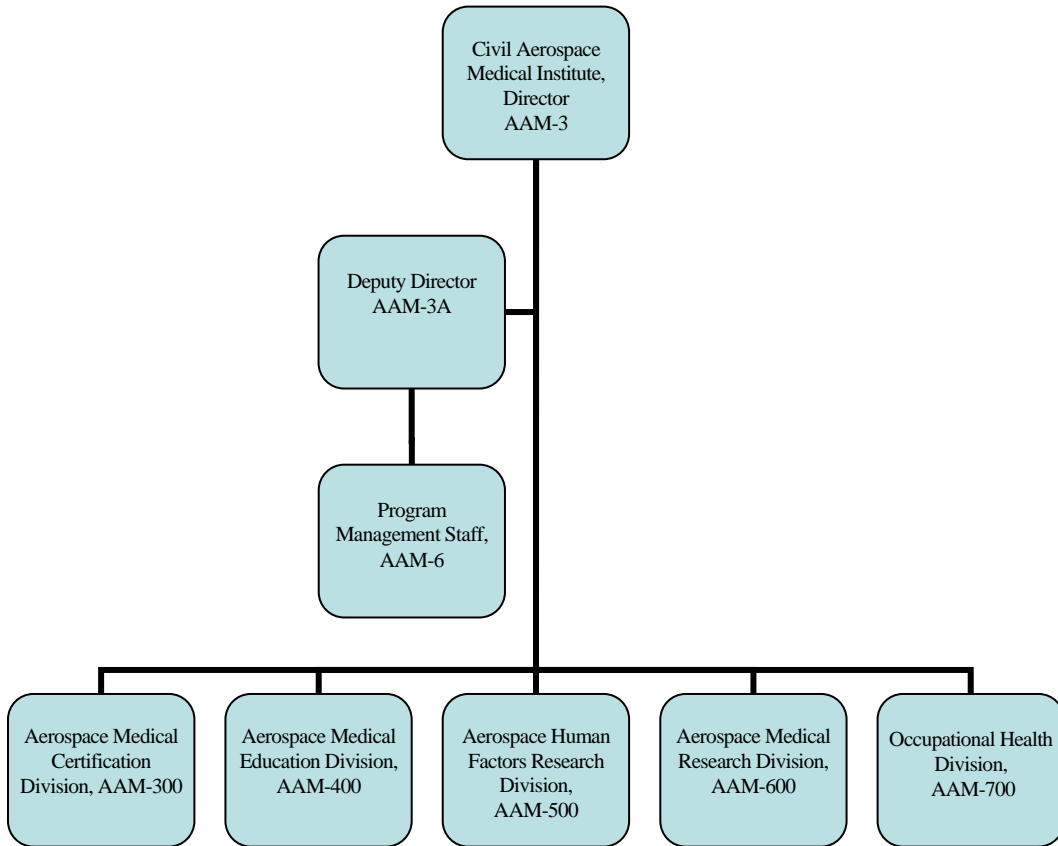 Civil Aerospace
Medical Institute,
Director
AAM-3
Deputy Director
AAM-3A
Program
Management Staff,
AAM-6
Aerospace Medical
Certification
Division, AAM-300
Aerospace Medical
Education Division,
AAM-400
Aerospace Human
Factors Research
Division,
AAM-500
Aerospace Medical
Research Division,
AAM-600
Occupational Health
Division,
AAM-700